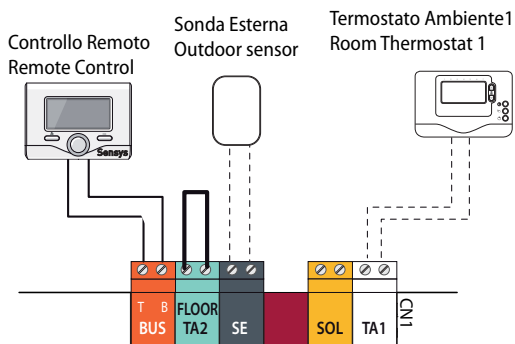 Controllo Remoto
Remote Control
Sonda Esterna
Outdoor sensor
Termostato Ambiente1
Room Thermostat 1
Sensys
T B
BUS
FLOOR
TA2
SE
SOL
TA1
CN1